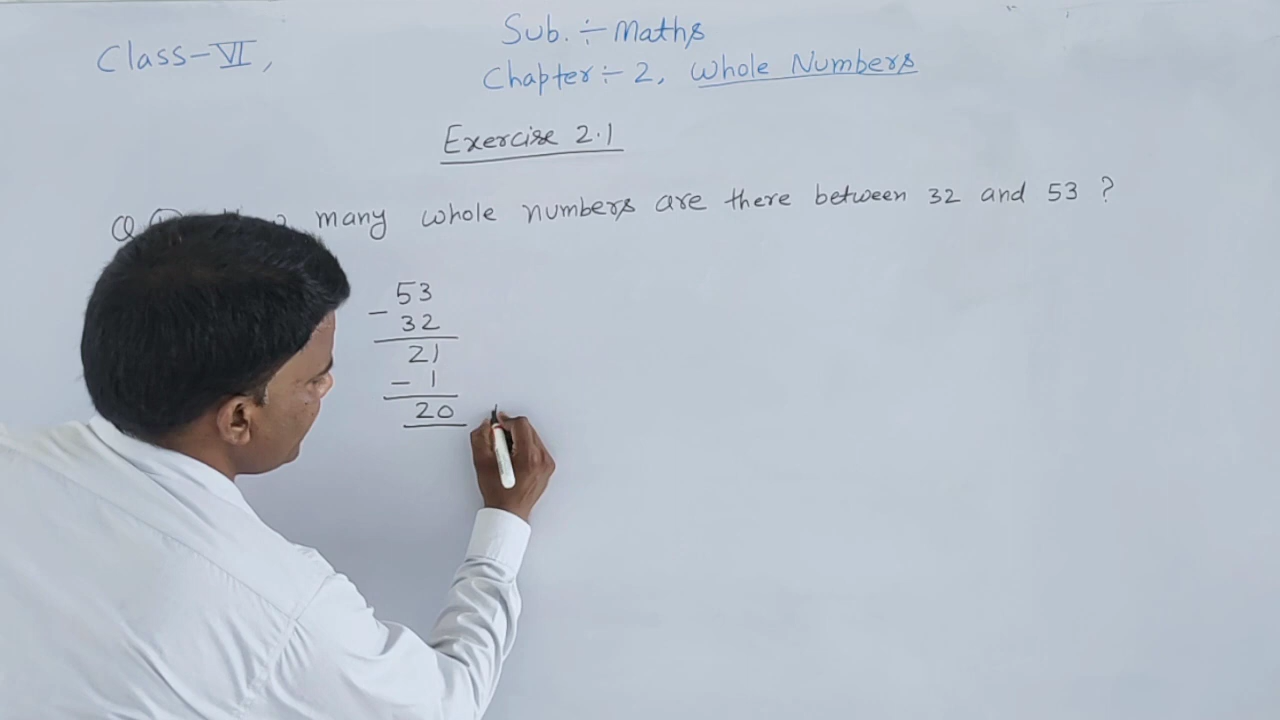 Class-VI,
Sub. ÷ Maths
Chapter ÷ 2, Whole Numbers
Exercise 2.1
Q many whole numbers are there between 32 and 53 ?
53
- 32
21
- 1
20